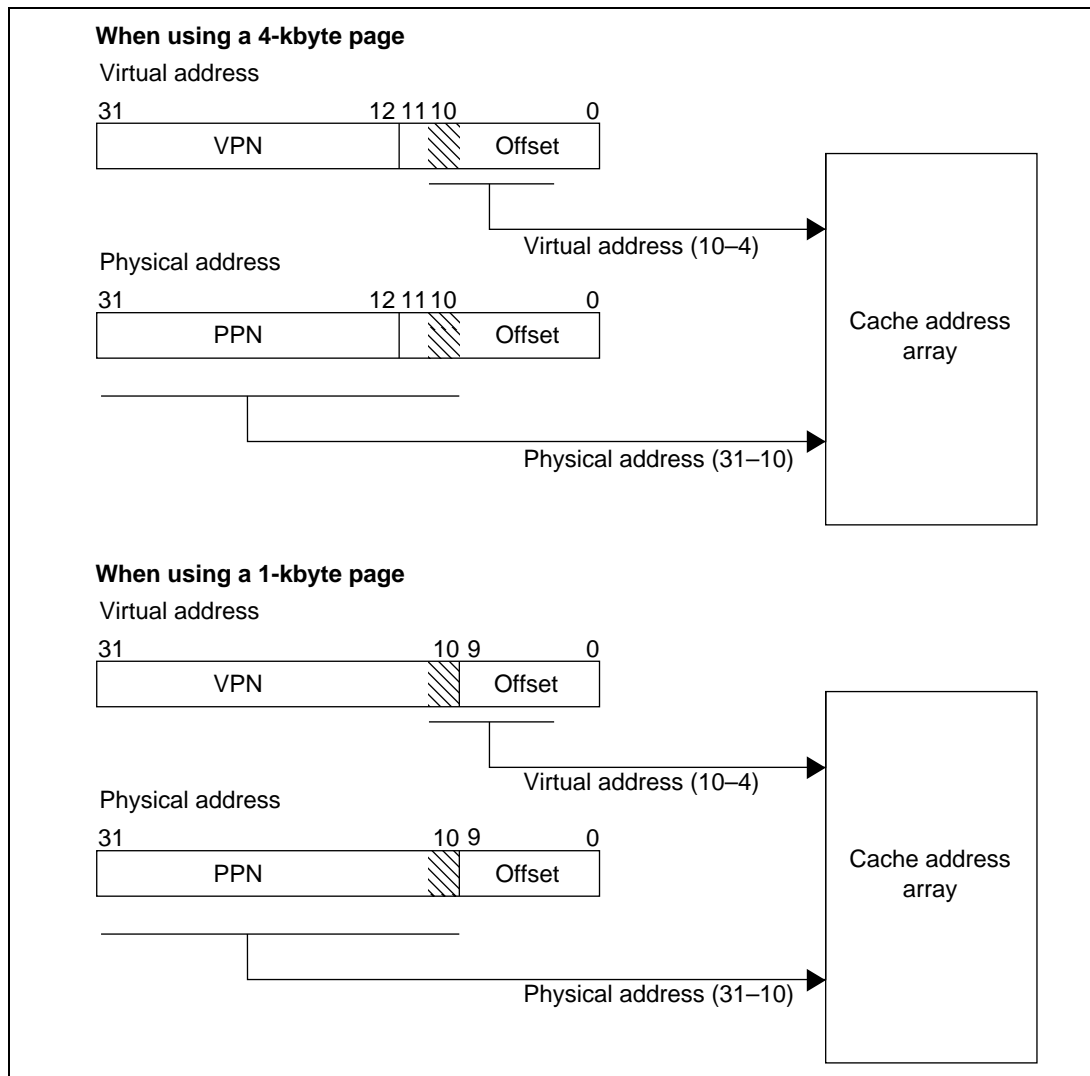 When using a 4-kbyte page
Virtual address
31 12 11 10 0
VPN Offset
Virtual address (10–4)
Physical address
31 12 11 10 0
PPN Offset
Cache address
array
Physical address (31–10)
When using a 1-kbyte page
Virtual address
31 10 9 0
VPN Offset
Virtual address (10–4)
Physical address
31 10 9 0
PPN Offset
Cache address
array
Physical address (31–10)